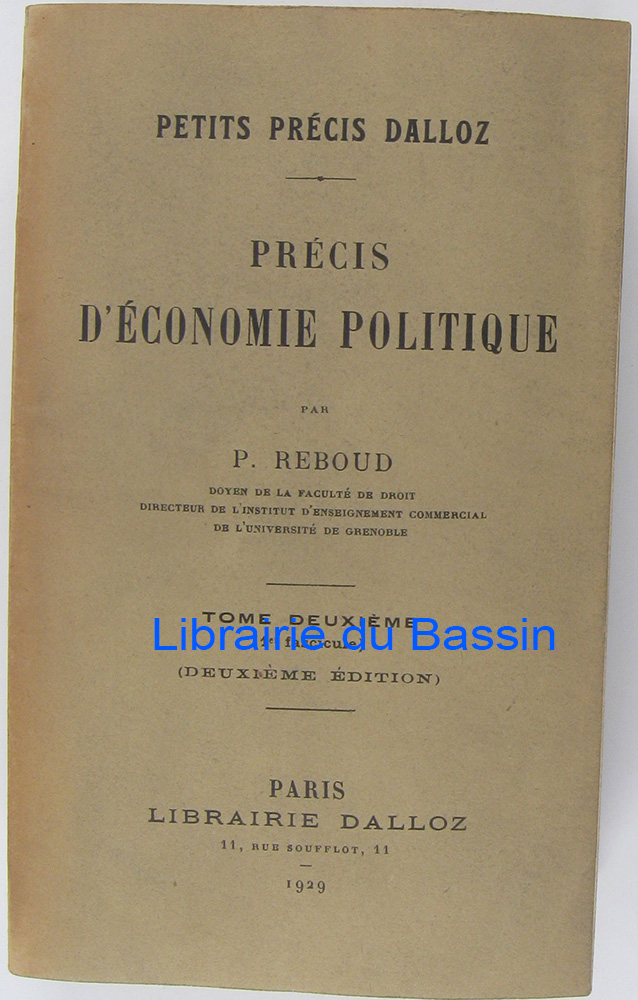 PETITS PRÉCIS DALLOZ
PRÉCIS
D'ÉCONOMIE POLITIQUE
PAR
P. REBOUD
DOYEN DE LA FACULTÉ DE DROIT
DIRECTEUR DE L'INSTITUT D'ENSEIGNEMENT COMMERCIAL
DE L'UNIVERSITÉ DE GRENOBLE
TOME DEUXIÈME
Librairie du Bassin
fascicule)
(DEUXIÈME ÉDITION)
PARIS
LIBRAIRIE DALLOZ
11, RUE SOUFFLOT, 11
1929